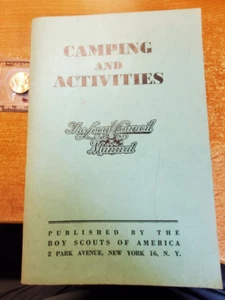 CAMPING
AND
ACTIVITIES
The Local Council
Manual
PUBLISHED BY THE
BOY SCOUTS OF AMERICA
2 PARK AVENUE, NEW YORK 16, N. Y.